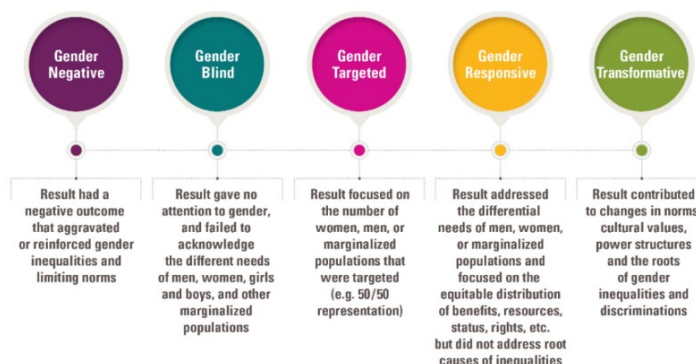 Gender
Negative
Gender
Blind
Gender
Targeted
Gender
Responsive
Gender
Transformative
Result had a
negative outcome
that aggravated
or reinforced gender
inequalities and
limiting norms
Result gave no
attention to gender,
and failed to
acknowledge
the different needs
of men, women, girls
and boys, and other
marginalized
populations
Result focused on
the number of
women, men, or
marginalized
populations that
were targeted
(e.g. 50/50
representation)
Result addressed
the differential
needs of men, women,
or marginalized
populations and
focused on the
equitable distribution
of benefits, resources,
status, rights, etc.
but did not address root
causes of inequalities
Result contributed
to changes in norms,
cultural values,
power structures
and the roots
of gender
inequalities and
discriminations